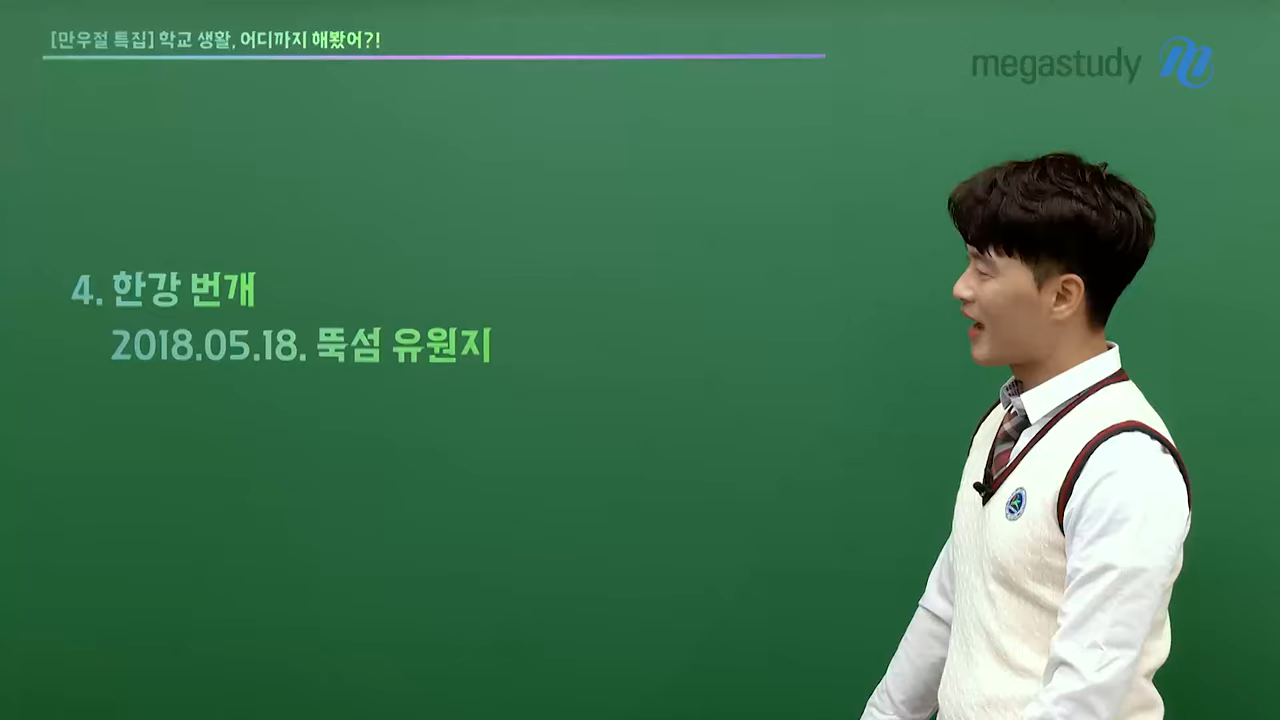 [만우절 특집] 학교 생활, 어디까지 해봤어?!
megastudy
4. 한강 번개
2018.05.18. 뚝섬 유원지